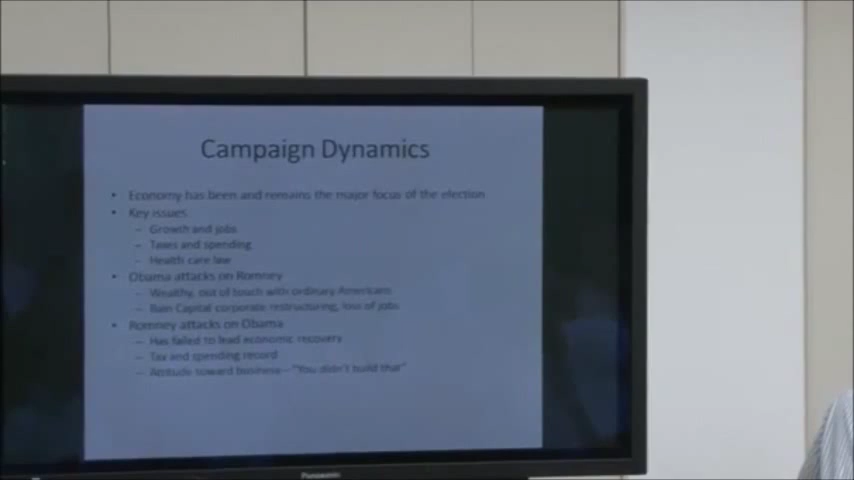 Campaign Dynamics
• Economy has been and remains the major focus of the election
• Key issues
– Growth and jobs
– Taxes and spending
– Health care law
• Obama attacks on Romney
– Wealthy, out of touch with ordinary Americans
– Bain Capital corporate restructuring, loss of jobs
• Romney attacks on Obama
– Has failed to lead economic recovery
– Tax and spending record
– Attitude toward business—"You didn't build that"
Panasonic